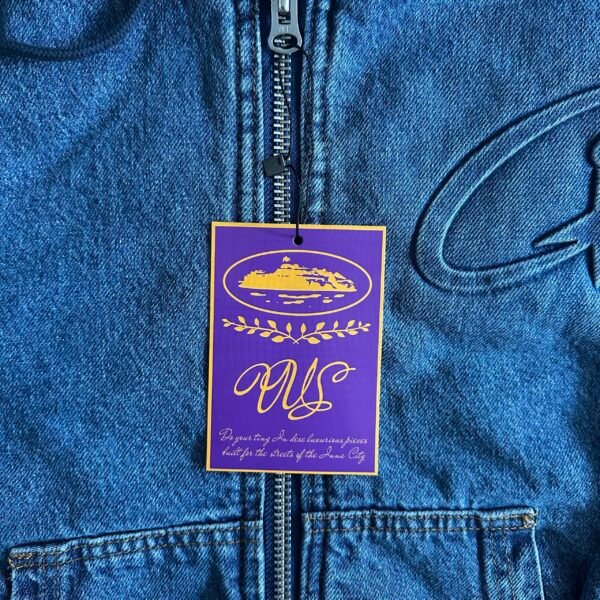 Do your ting In dese luxurious pieces
built for the streets of the Inna City